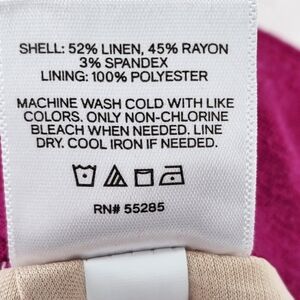 SHELL: 52% LINEN, 45% RAYON
3% SPANDEX
LINING: 100% POLYESTER
MACHINE WASH COLD WITH LIKE
COLORS. ONLY NON-CHLORINE
BLEACH WHEN NEEDED. LINE
DRY. COOL IRON IF NEEDED.
RN# 55285